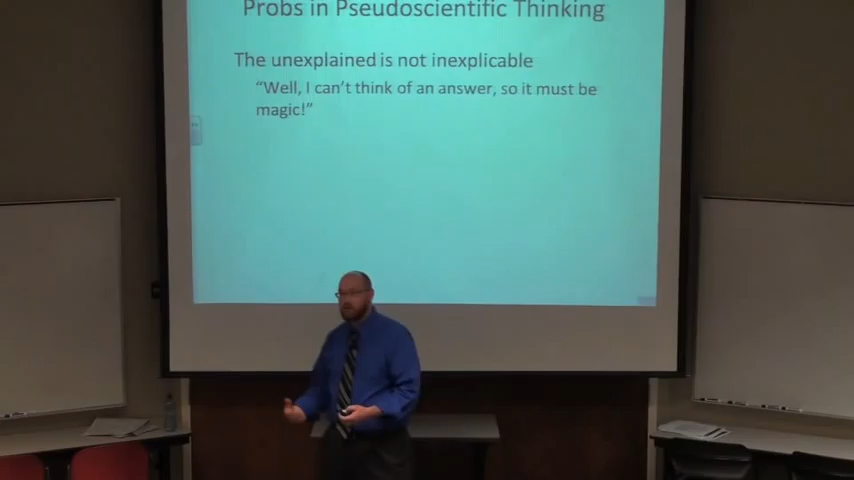 Probs in Pseudoscientific Thinking
The unexplained is not inexplicable
“Well, I can’t think of an answer, so it must be
magic!”